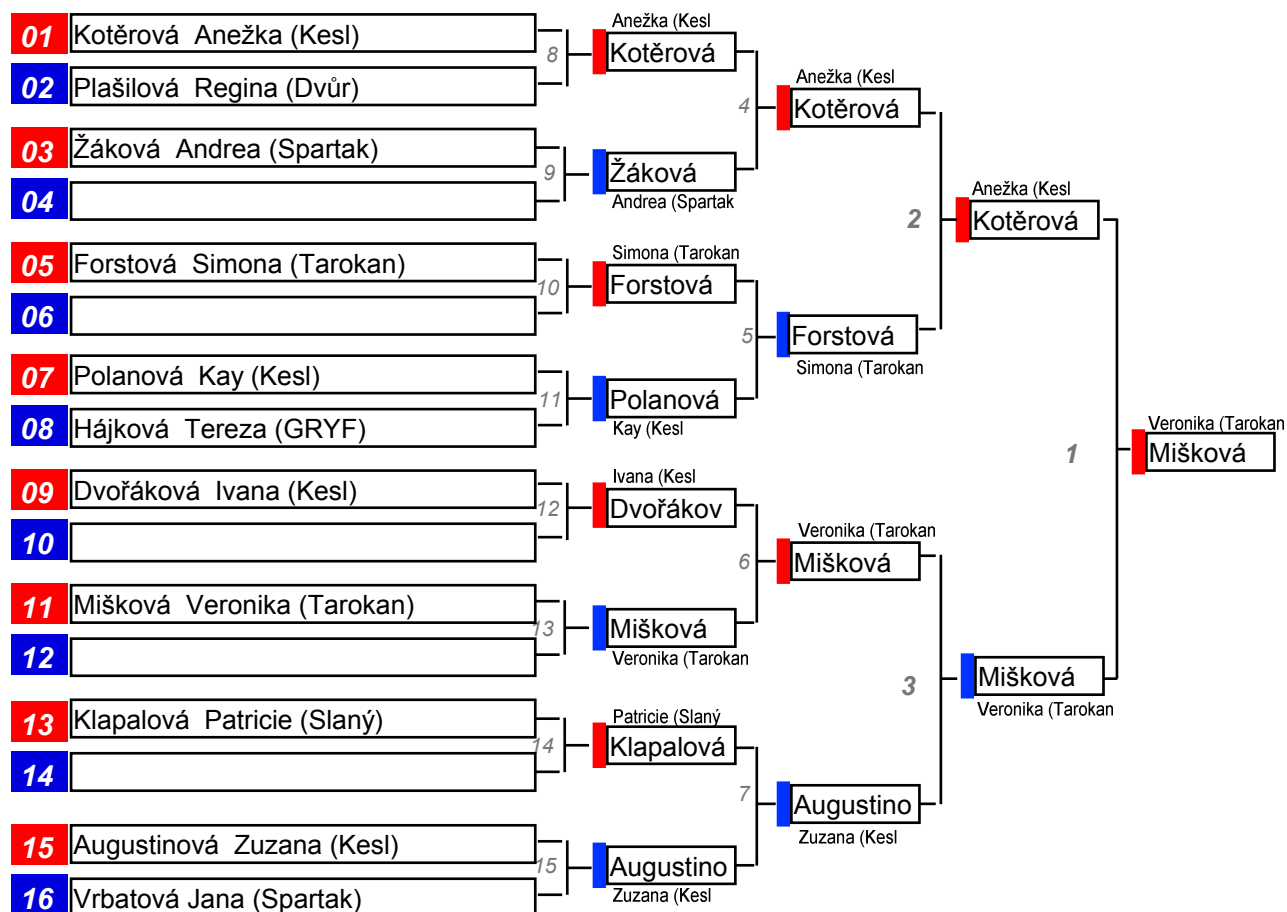 01 Kotěrová  Anežka (Kesl)
02 Plašilová  Regina (Dvůr)
03 Žáková  Andrea (Spartak)
04
05 Forstová  Simona (Tarokan)
06
07 Polanová  Kay (Kesl)
08 Hájková  Tereza (GRYF)
09 Dvořáková  Ivana (Kesl)
10
11 Mišková  Veronika (Tarokan)
12
13 Klapalová  Patricie (Slaný)
14
15 Augustinová  Zuzana (Kesl)
16 Vrbatová Jana (Spartak)
8
9
10
11
12
13
14
15
Anežka (Kesl
Kotěrová
Žáková
Andrea (Spartak
Simona (Tarokan
Forstová
Polanová
Kay (Kesl
Ivana (Kesl
Dvořákov
Mišková
Veronika (Tarokan
Patricie (Slaný
Klapalová
Augustino
Zuzana (Kesl
4
5
6
7
Anežka (Kesl
Kotěrová
Forstová
Simona (Tarokan
Veronika (Tarokan
Mišková
Augustino
Zuzana (Kesl
2
3
Anežka (Kesl
Kotěrová
Mišková
Veronika (Tarokan
1
Veronika (Tarokan
Mišková